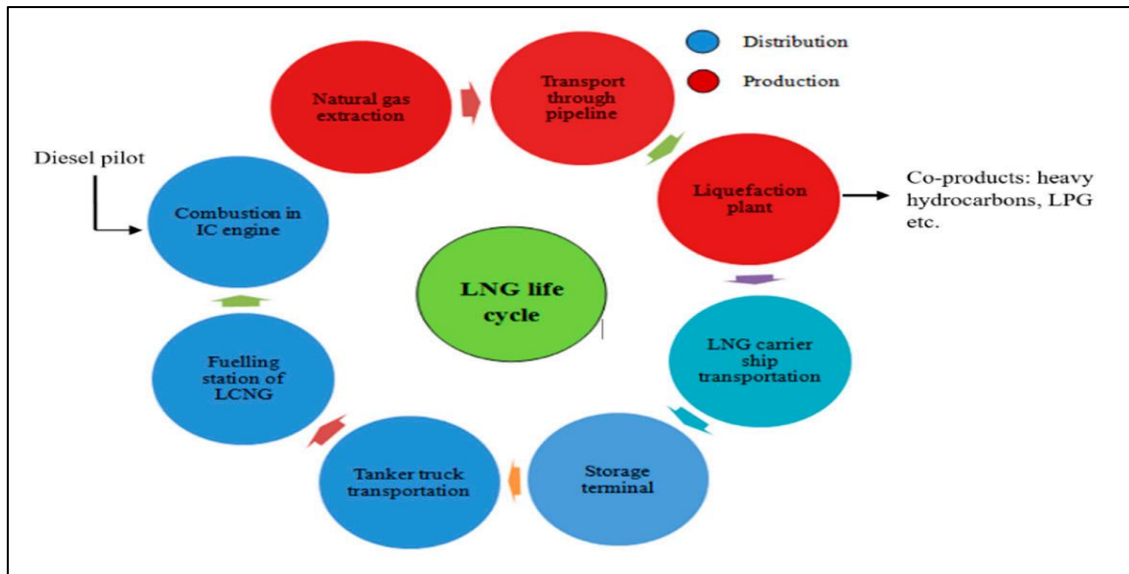 Distribution
Production
Natural gas
extraction
Transport
through
pipeline
Diesel pilot
Combustion in
IC engine
Liquefaction
plant
Co-products: heavy
hydrocarbons, LPG
etc.
LNG life
cycle
Fuelling
station of
LCNG
LNG carrier
ship
transportation
Tanker truck
transportation
Storage
terminal